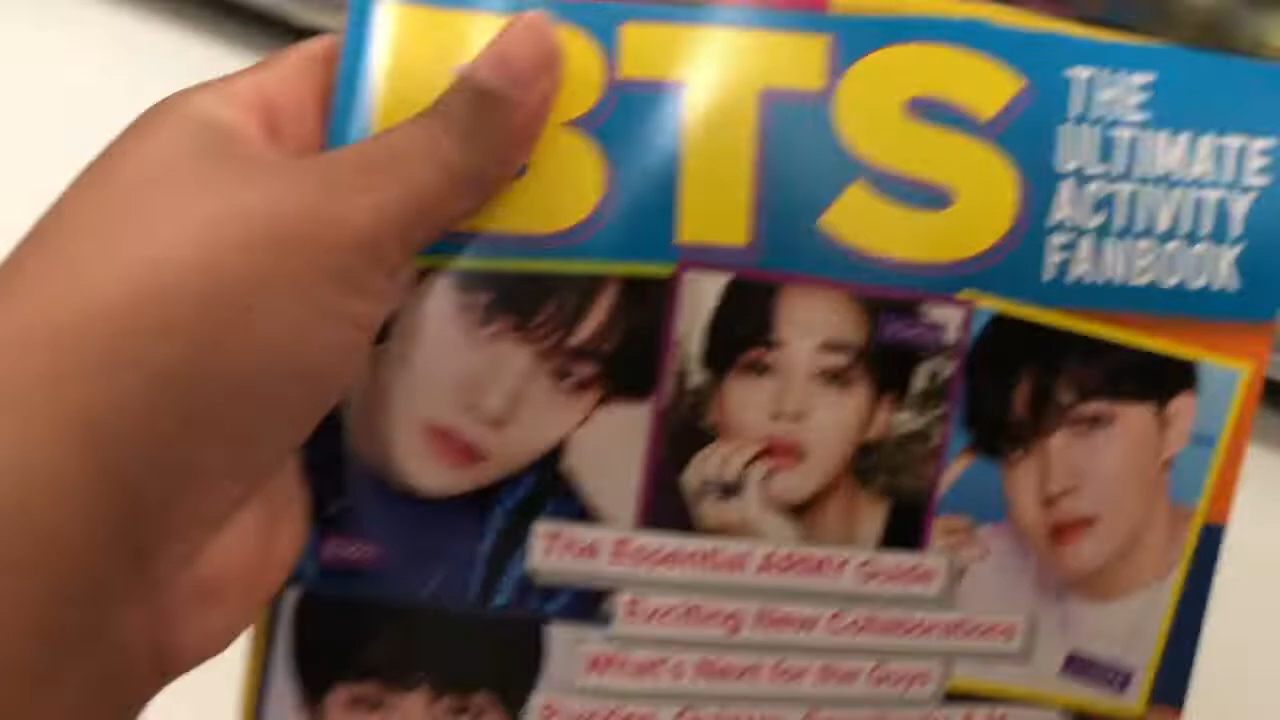 BTS
THE
ULTIMATE
ACTIVITY
FANBOOK
The Essential ARMY Guide
Exciting New Collaborations
What's Next for the Guys